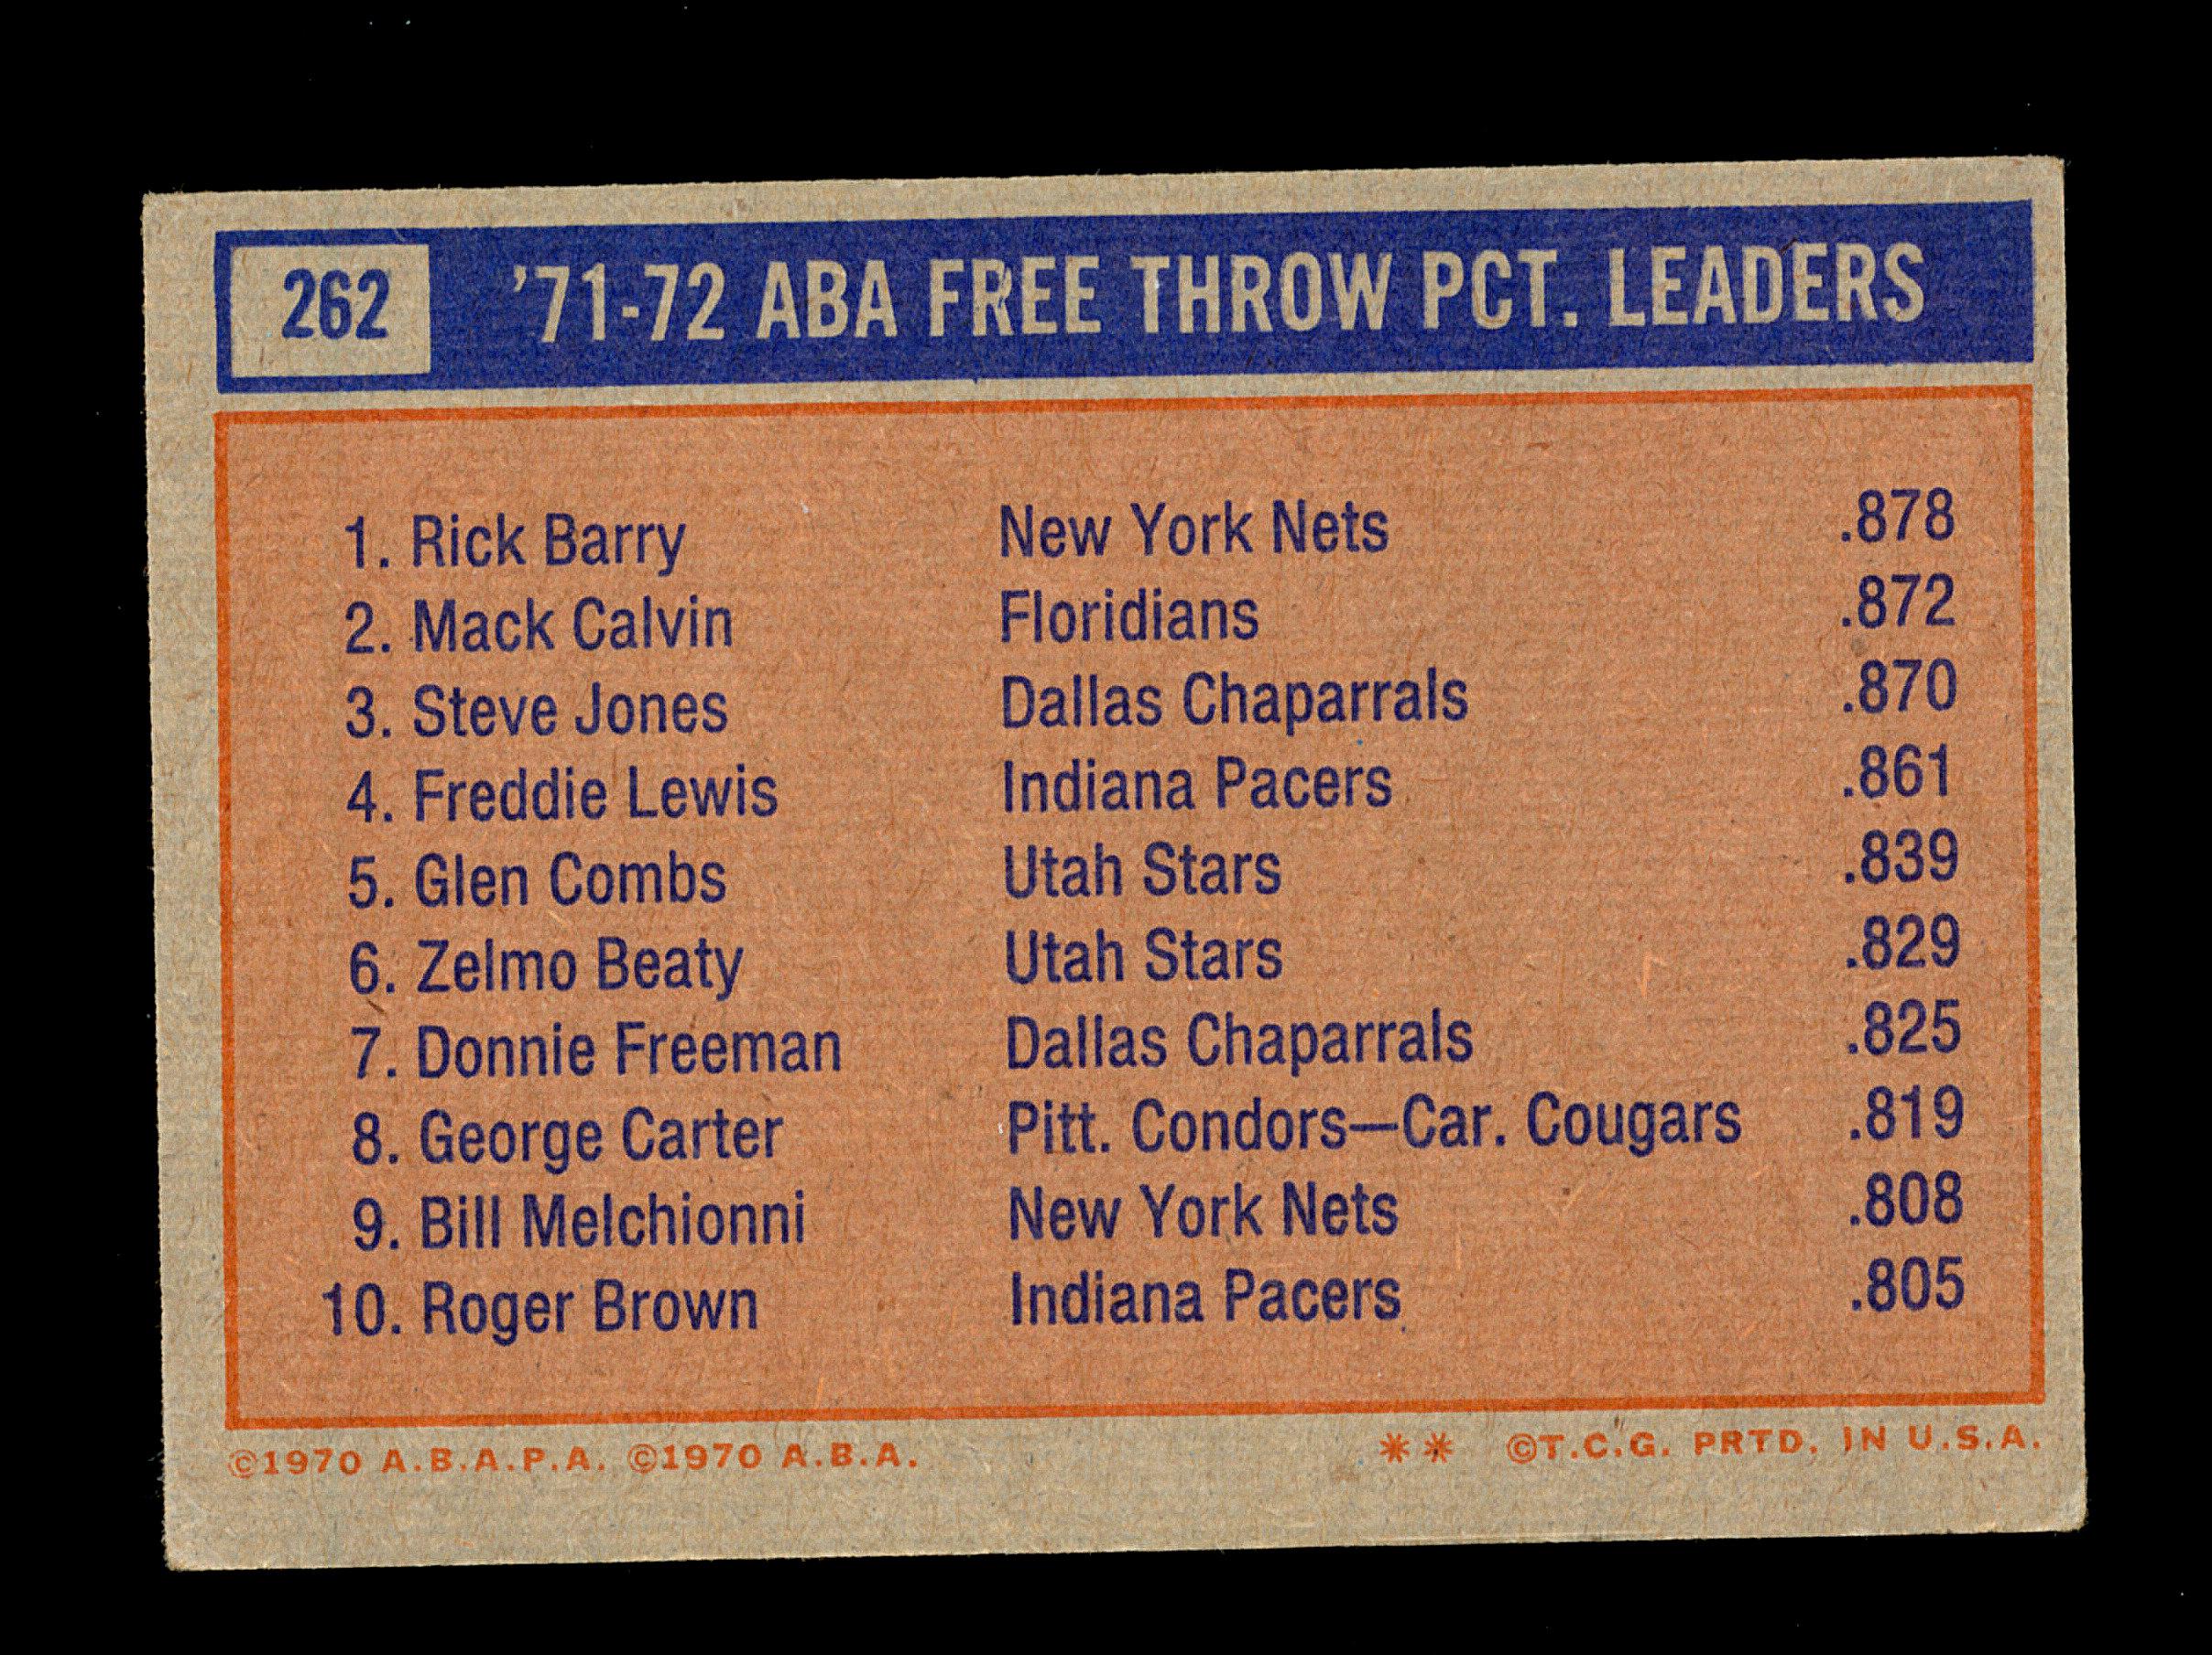 262 '71-72 ABA FREE THROW PCT. LEADERS
1. Rick Barry New York Nets .878
2. Mack Calvin Floridians .872
3. Steve Jones Dallas Chaparrals .870
4. Freddie Lewis Indiana Pacers .861
5. Glen Combs Utah Stars .839
6. Zelmo Beaty Utah Stars .829
7. Donnie Freeman Dallas Chaparrals .825
8. George Carter Pitt. Condors—Car. Cougars .819
9. Bill Melchionni New York Nets .808
10. Roger Brown Indiana Pacers .805
©1970 A.B.A.P.A. ©1970 A.B.A. ** ©T.C.G. PRTD. IN U.S.A.